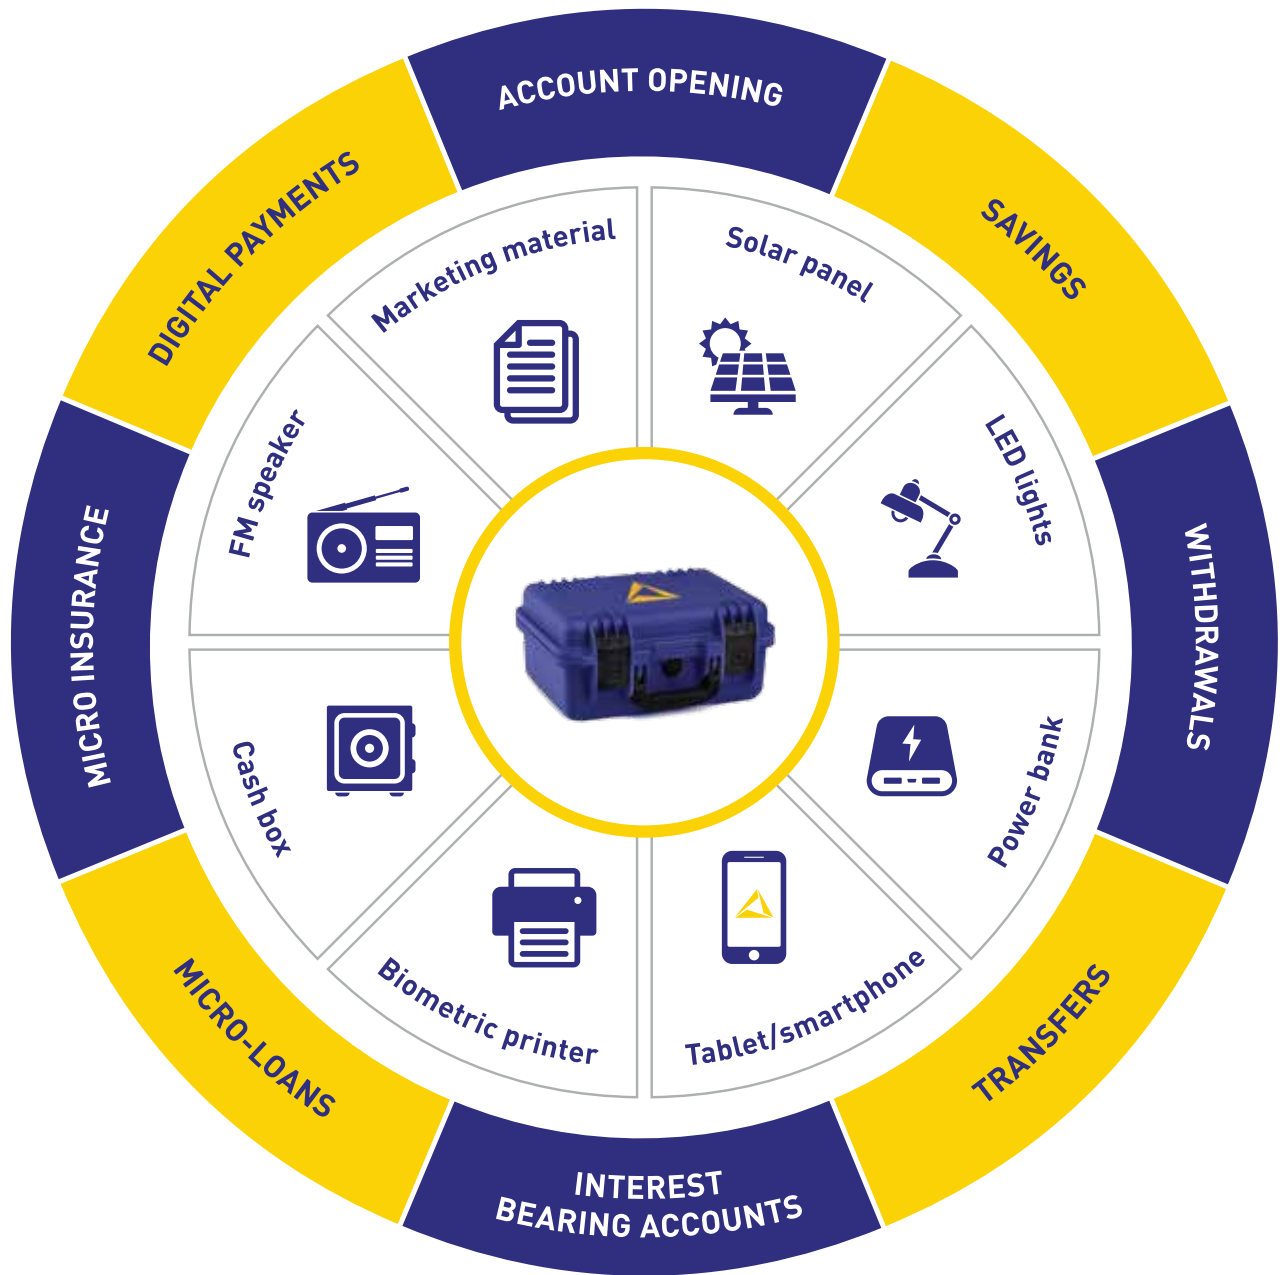 ACCOUNT OPENING
SAVINGS
WITHDRAWALS
TRANSFERS
INTEREST
BEARING ACCOUNTS
MICRO-LOANS
MICRO INSURANCE
DIGITAL PAYMENTS
Marketing material
Solar panel
LED lights
Power bank
Tablet/smartphone
Biometric printer
Cash box
FM speaker